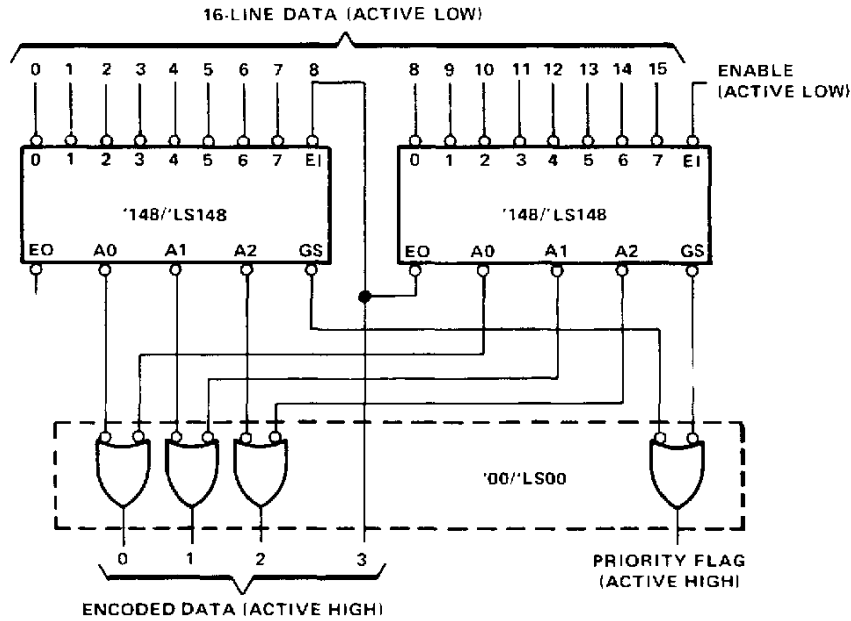 16-LINE DATA (ACTIVE LOW)
0 1 2 3 4 5 6 7 8 8 9 10 11 12 13 14 15 ENABLE
(ACTIVE LOW)
0 1 2 3 4 5 6 7 EI 0 1 2 3 4 5 6 7 EI
'148/'LS148 '148/'LS148
EO A0 A1 A2 GS EO A0 A1 A2 GS
'00/'LS00
0 1 2 3 PRIORITY FLAG
(ACTIVE HIGH)
ENCODED DATA (ACTIVE HIGH)